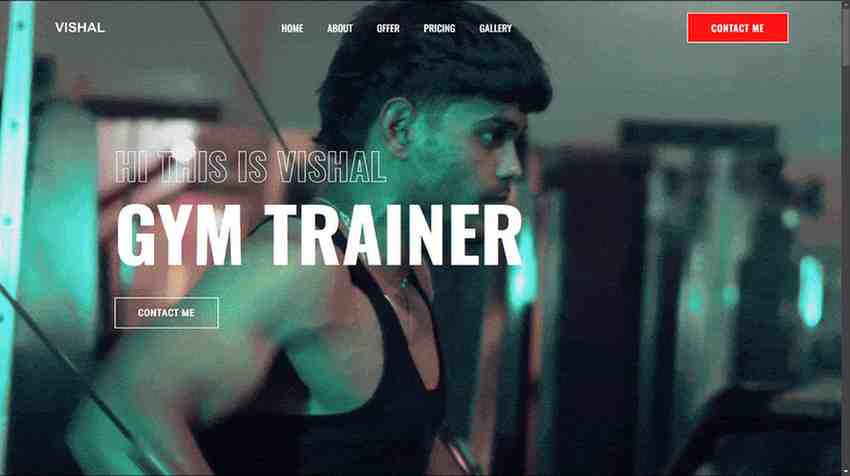 VISHAL
HOME ABOUT OFFER PRICING GALLERY
CONTACT ME
HI THIS IS VISHAL
GYM TRAINER
CONTACT ME